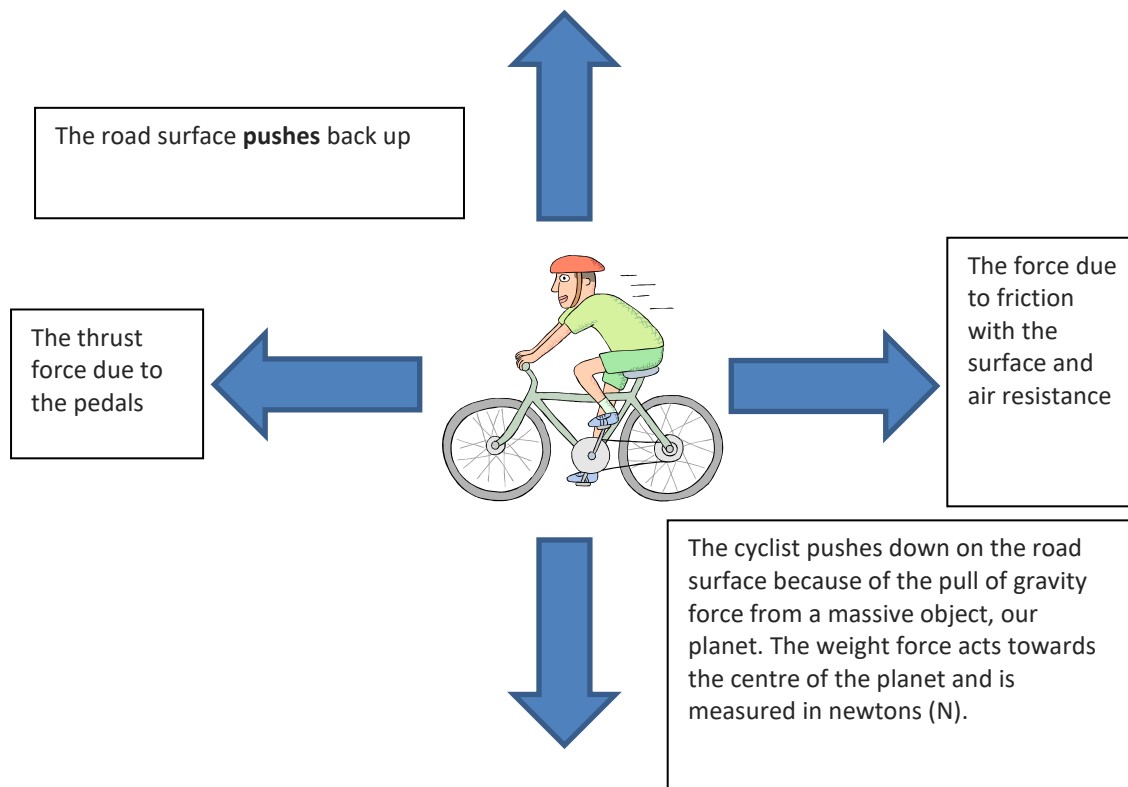 The road surface pushes back up
The thrust
force due to
the pedals
The force due
to friction
with the
surface and
air resistance
The cyclist pushes down on the road
surface because of the pull of gravity
force from a massive object, our
planet. The weight force acts towards
the centre of the planet and is
measured in newtons (N).